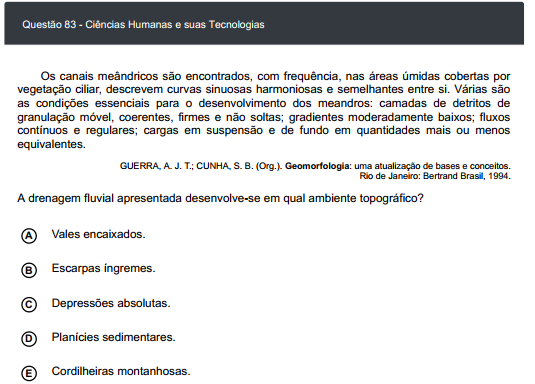 Questão 83 - Ciências Humanas e suas Tecnologias
Os canais meândricos são encontrados, com frequência, nas áreas úmidas cobertas por
vegetação ciliar, descrevem curvas sinuosas harmoniosas e semelhantes entre si. Várias são
as condições essenciais para o desenvolvimento dos meandros: camadas de detritos de
granulação móvel, coerentes, firmes e não soltas; gradientes moderadamente baixos; fluxos
contínuos e regulares; cargas em suspensão e de fundo em quantidades mais ou menos
equivalentes.
GUERRA, A. J. T.; CUNHA, S. B. (Org.). Geomorfologia: uma atualização de bases e conceitos.
Rio de Janeiro: Bertrand Brasil, 1994.
A drenagem fluvial apresentada desenvolve-se em qual ambiente topográfico?
A Vales encaixados.
B Escarpas íngremes.
C Depressões absolutas.
D Planícies sedimentares.
E Cordilheiras montanhosas.